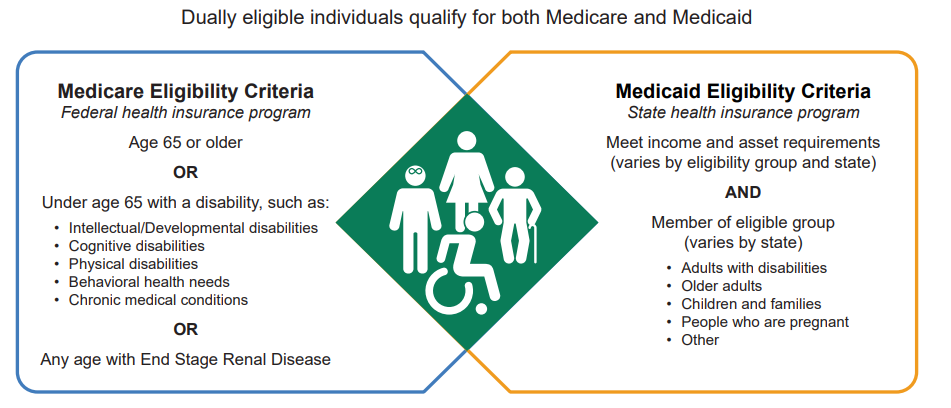 Dually eligible individuals qualify for both Medicare and Medicaid
Medicare Eligibility Criteria
Federal health insurance program
Age 65 or older
OR
Under age 65 with a disability, such as:
• Intellectual/Developmental disabilities
• Cognitive disabilities
• Physical disabilities
• Behavioral health needs
• Chronic medical conditions
OR
Any age with End Stage Renal Disease
Medicaid Eligibility Criteria
State health insurance program
Meet income and asset requirements
(varies by eligibility group and state)
AND
Member of eligible group
(varies by state)
• Adults with disabilities
• Older adults
• Children and families
• People who are pregnant
• Other